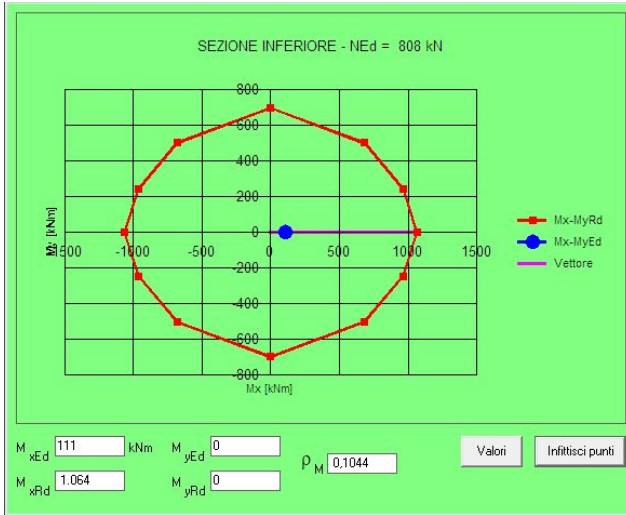 SEZIONE INFERIORE - NEd = 808 kN
800
600
400
200
0
-200
-400
-600
-800
-1500 -1000 -500 0 500 1000 1500
[kNm]
Mx [kNm]
Mx-MyRd
Mx-MyEd
Vettore
M xEd 111 kNm M yEd 0
ρ M 0,1044
Valori Infittisci punti
M xRd 1.064 M yRd 0